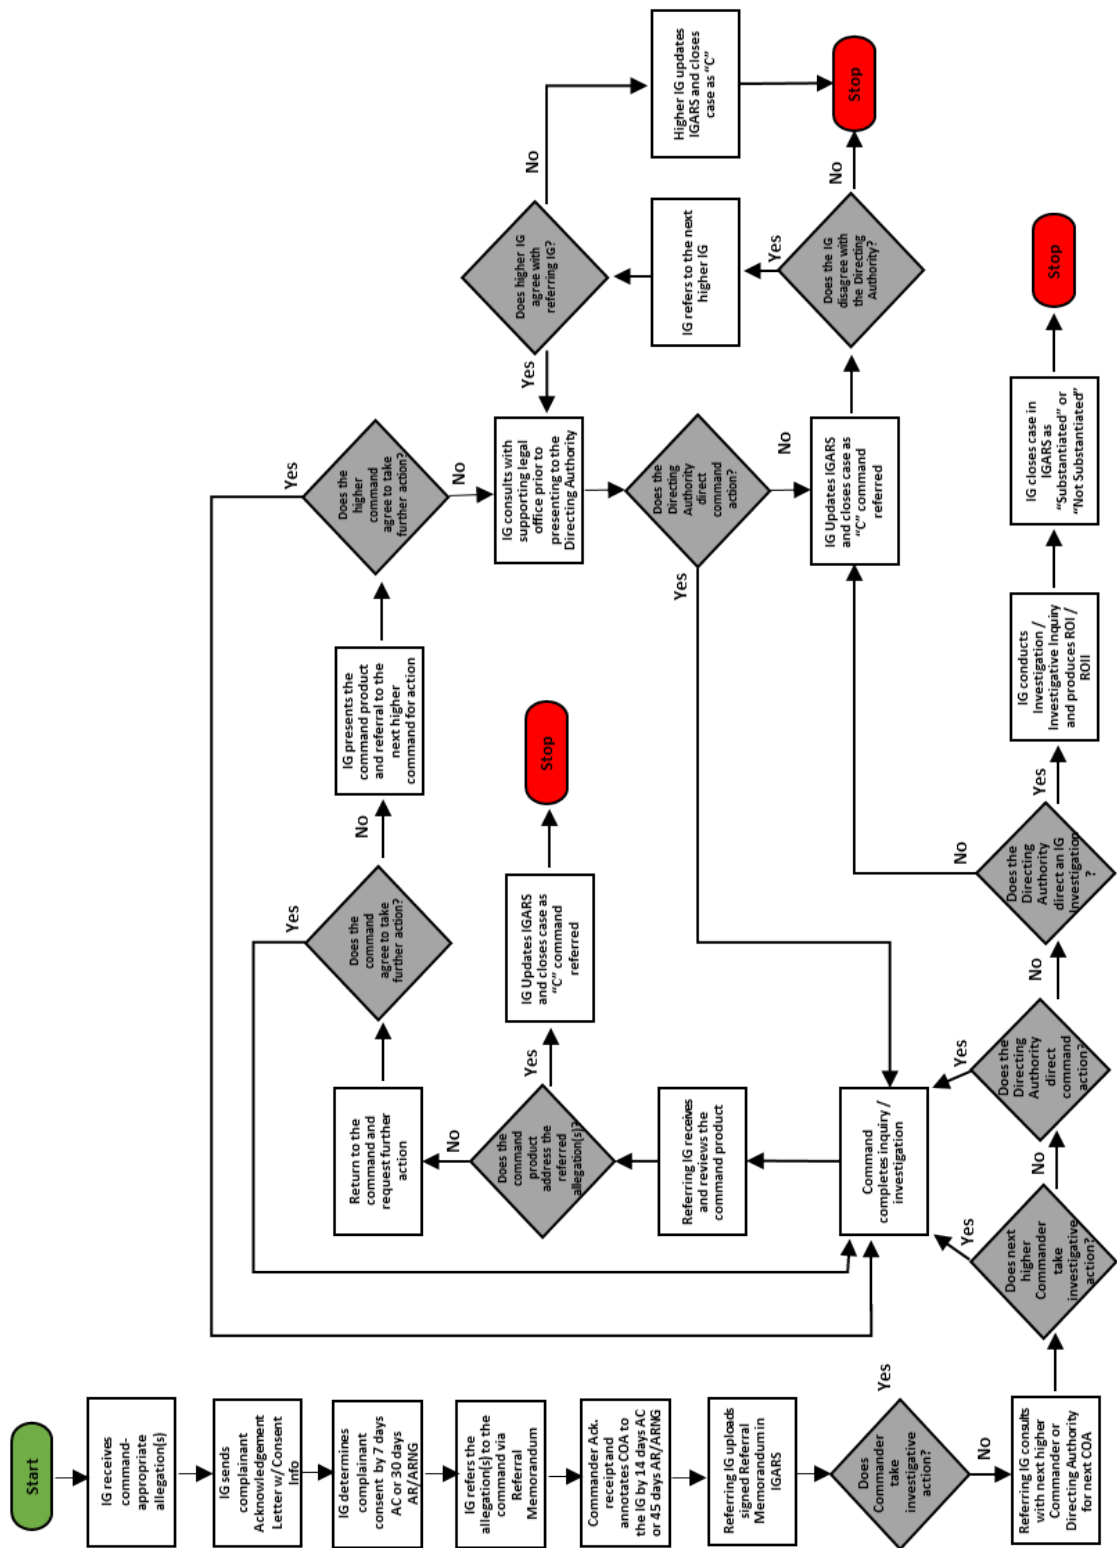 Start
IG receives
command-
appropriate
allegation(s)
IG sends
complainant
Acknowledgement
Letter w/Consent
Info
IG determines
complainant
consent by 7 days
AC or 30 days
AR/ARNG
IG refers the
allegation(s) to the
command via
Referral
Memorandum
Commander Ack.
receipt and
annotates COA to
the IG by 14 days AC
or 45 days AR/ARNG
Referring IG uploads
signed Referral
Memorandum in
IGARS
Does
Commander
take
investigative
action?
Yes
No
Referring IG consults
with next higher
Commander or
Directing Authority
for next COA
Does next
higher
Commander
take
investigative
action?
Yes
No
Does the
Directing
Authority
direct
command
action?
Yes
No
Does the
Directing
Authority
direct an IG
Investigation
?
No
Yes
IG conducts
Investigation /
Investigative Inquiry
and produces ROI /
ROII
IG closes case in
IGARS as
“Substantiated” or
“Not Substantiated”
Stop
Command
completes inquiry /
investigation
Referring IG receives
and reviews the
command product
Does the
command
product
address the
referred
allegation(s)?
Yes
No
IG Updates IGARS
and closes case as
“C” command
referred
Stop
Return to the
command and
request further
action
Does the
command
agree to take
further action?
Yes
No
IG presents the
command product
and referral to the
next higher
command for action
Does the
higher
command
agree to take
further action?
Yes
No
IG consults with
supporting legal
office prior to
presenting to the
Directing Authority
Does the
Directing
Authority
direct
command
action?
Yes
No
IG Updates IGARS
and closes case as
“C” command
referred
Does the IG
disagree with
the Directing
Authority?
Yes
No
IG refers to the next
higher IG
Does higher IG
agree with
referring IG?
Yes
No
Higher IG updates
IGARS and closes
case as “C”
Stop